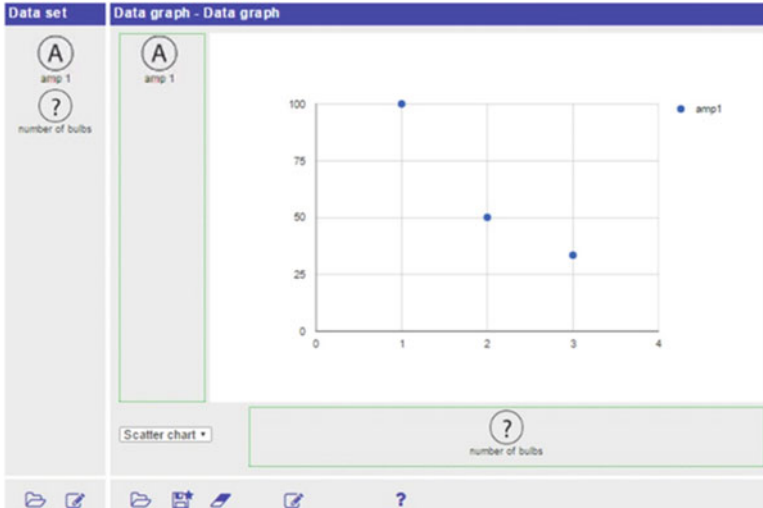 Data set
Data graph - Data graph
A
amp 1
?
number of bulbs
A
amp 1
100
75
50
25
0
0 1 2 3 4
amp1
Scatter chart
?
number of bulbs
?